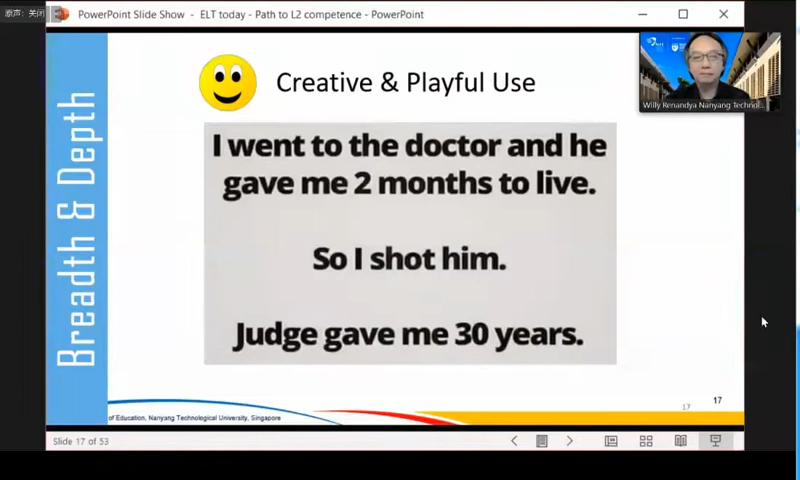 原声: 关闭
PowerPoint Slide Show - ELT today - Path to L2 competence - PowerPoint
Creative & Playful Use
Willy Renandya Nanyang Technol...
Breadth & Depth
I went to the doctor and he
gave me 2 months to live.
So I shot him.
Judge gave me 30 years.
of Education, Nanyang Technological University, Singapore
17
17
Slide 17 of 53